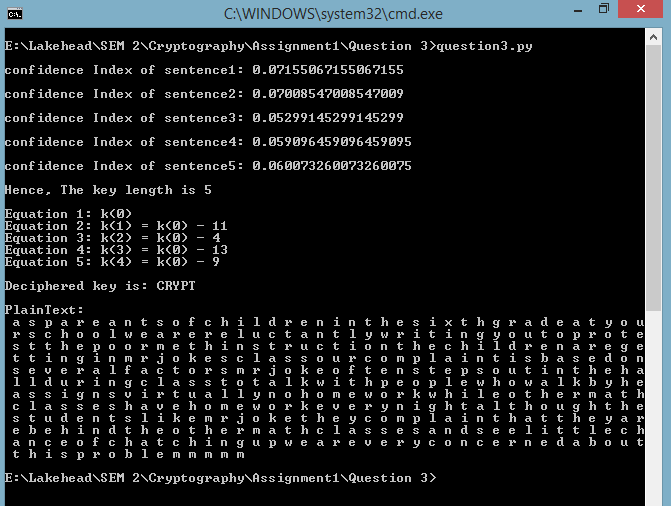 C:\WINDOWS\system32\cmd.exe
E:\Lakehead\SEM 2\Cryptography\Assignment1\Question 3>question3.py
confidence Index of sentence1: 0.07155067155067155
confidence Index of sentence2: 0.07008547008547009
confidence Index of sentence3: 0.05299145299145299
confidence Index of sentence4: 0.059096459096459095
confidence Index of sentence5: 0.060073260073260075
Hence, The key length is 5
Equation 1: k(0)
Equation 2: k(1) = k(0) - 11
Equation 3: k(2) = k(0) - 4
Equation 4: k(3) = k(0) - 13
Equation 5: k(4) = k(0) - 9
Deciphered key is: CRYPT
PlainText:
a s p a r e a n t s o f c h i l d r e n i n t h e s i x t h g r a d e a t y o u
r s c h o o l w e a r e r e l u c t a n t l y w r i t i n g y o u t o p r o t e
s t t h e p o o r m e t h i n s t r u c t i o n t h e c h i l d r e n a r e g e
t t i n g i n m r j o k e s c l a s s o u r c o m p l a i n t i s b a s e d o n
s e v e r a l f a c t o r s m r j o k e o f t e n s t e p s o u t i n t h e h a
l l d u r i n g c l a s s t o t a l k w i t h p e o p l e w h o w a l k b y h e
a s s i g n s v i r t u a l l y n o h o m e w o r k w h i l e o t h e r m a t h
c l a s s e s h a v e h o m e w o r k e v e r y n i g h t a l t h o u g h t h e
s t u d e n t s l i k e m r j o k e t h e y c o m p l a i n t h a t t h e y a r
e b e h i n d t h e o t h e r m a t h c l a s s e s a n d s e e l i t t l e c h
a n c e o f c h a t c h i n g u p w e a r e v e r y c o n c e r n e d a b o u t
t h i s p r o b l e m m m m m
E:\Lakehead\SEM 2\Cryptography\Assignment1\Question 3>